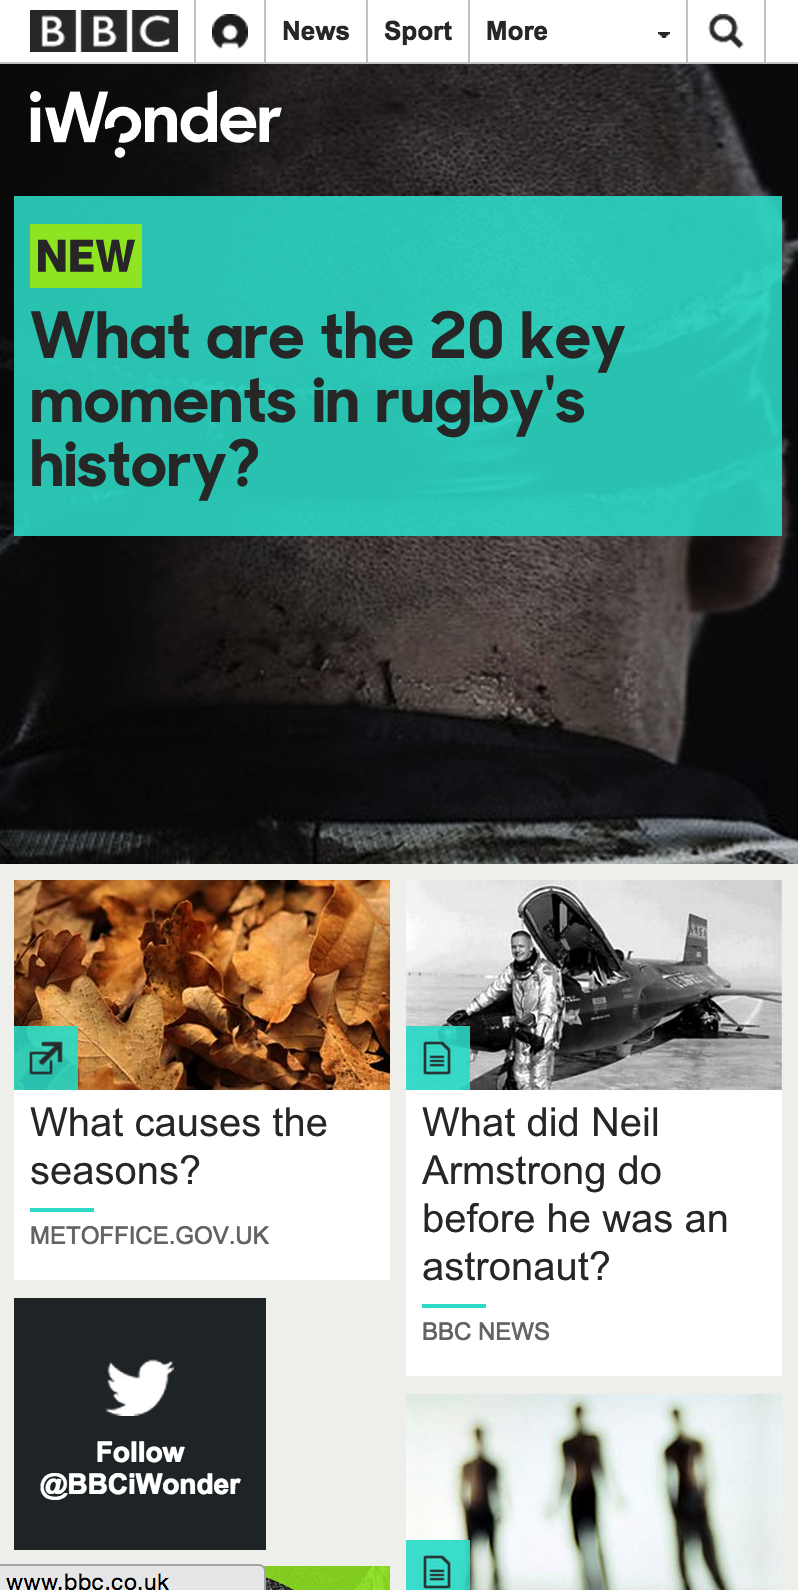 BBC News Sport More
iWonder
NEW
What are the 20 key
moments in rugby's
history?
What causes the
seasons?
METOFFICE.GOV.UK
What did Neil
Armstrong do
before he was an
astronaut?
BBC NEWS
Follow
@BBCiWonder
www.bbc.co.uk